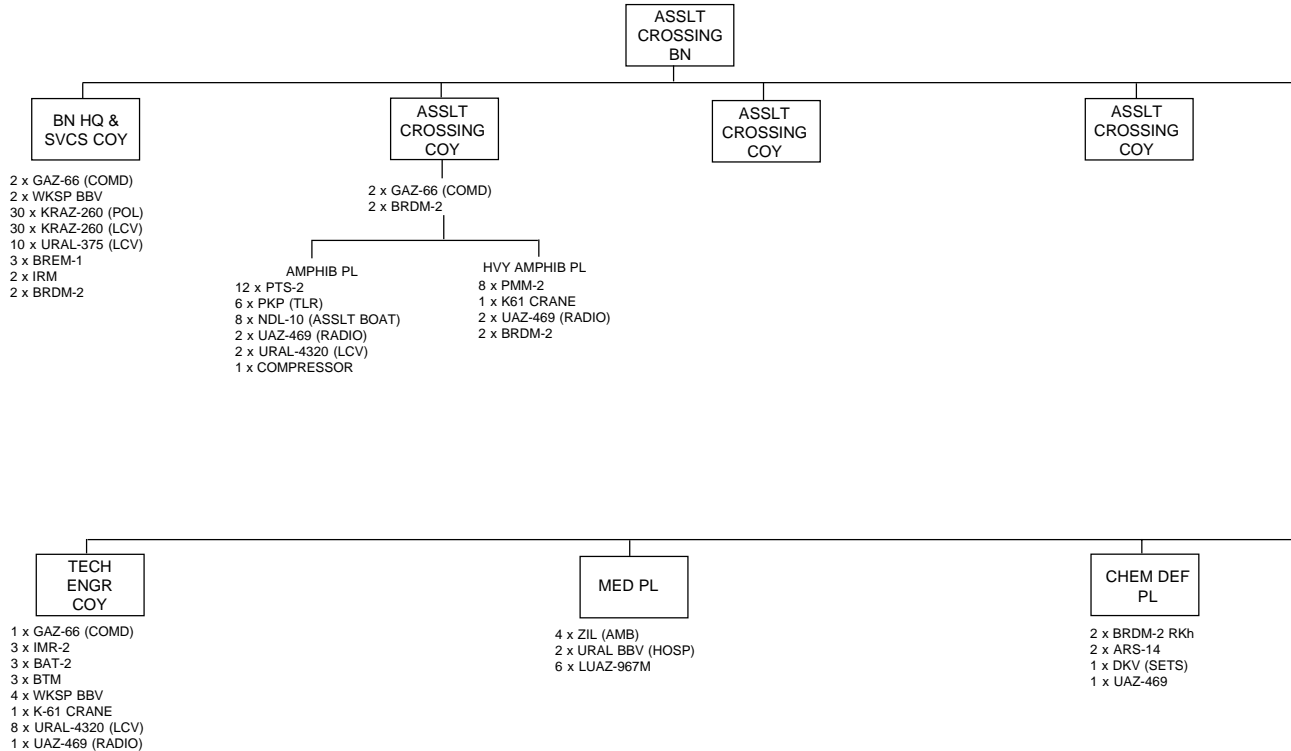 ASSLT
CROSSING
BN
BN HQ &
SVCS COY
2 x GAZ-66 (COMD)
2 x WKSP BBV
30 x KRAZ-260 (POL)
30 x KRAZ-260 (LCV)
10 x URAL-375 (LCV)
3 x BREM-1
2 x IRM
2 x BRDM-2
ASSLT
CROSSING
COY
2 x GAZ-66 (COMD)
2 x BRDM-2
AMPHIB PL
12 x PTS-2
6 x PKP (TLR)
8 x NDL-10 (ASSLT BOAT)
2 x UAZ-469 (RADIO)
2 x URAL-4320 (LCV)
1 x COMPRESSOR
HVY AMPHIB PL
8 x PMM-2
1 x K61 CRANE
2 x UAZ-469 (RADIO)
2 x BRDM-2
ASSLT
CROSSING
COY
ASSLT
CROSSING
COY
TECH
ENGR
COY
1 x GAZ-66 (COMD)
3 x IMR-2
3 x BAT-2
3 x BTM
4 x WKSP BBV
1 x K-61 CRANE
8 x URAL-4320 (LCV)
1 x UAZ-469 (RADIO)
MED PL
4 x ZIL (AMB)
2 x URAL BBV (HOSP)
6 x LUAZ-967M
CHEM DEF
PL
2 x BRDM-2 RKh
2 x ARS-14
1 x DKV (SETS)
1 x UAZ-469